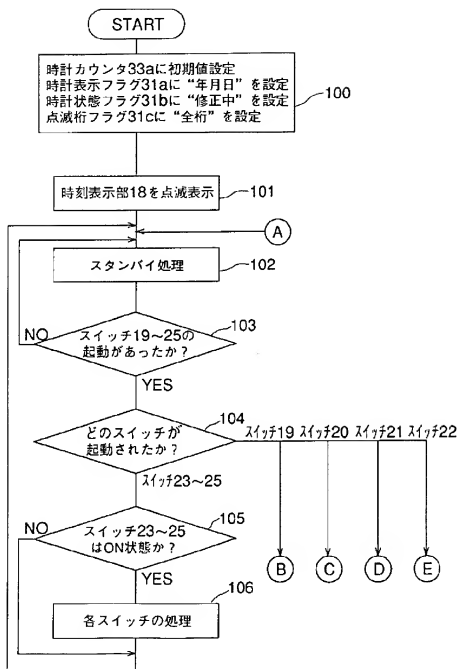 START
時計カウンタ33aに初期値設定
時計表示フラグ31aに“年月日”を設定
時計状態フラグ31bに“修正中”を設定
点滅桁フラグ31cに“全桁”を設定
100
時刻表示部18を点滅表示
101
A
スタンバイ処理
102
103
NO
スイッチ19～25の
起動があったか？
YES
104
どのスイッチが
起動されたか？
スイッチ19 スイッチ20 スイッチ21 スイッチ22
スイッチ23～25
105
NO
スイッチ23～25
はON状態か？
B C D E
YES
106
各スイッチの処理